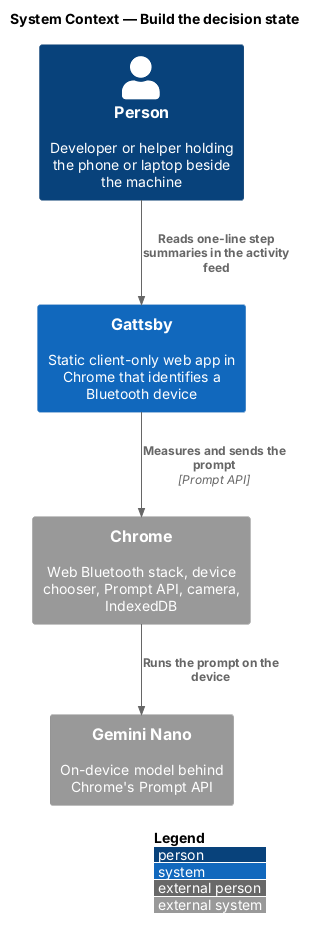 System Context — Build the decision state
Person
Developer or helper holding
the phone or laptop beside
the machine
Reads one-line step
summaries in the activity
feed
Gattsby
Static client-only web app in
Chrome that identifies a
Bluetooth device
Measures and sends the
prompt
[Prompt API]
Chrome
Web Bluetooth stack, device
chooser, Prompt API, camera,
IndexedDB
Runs the prompt on the
device
Gemini Nano
On-device model behind
Chrome's Prompt API
Legend
person
system
external person
external system